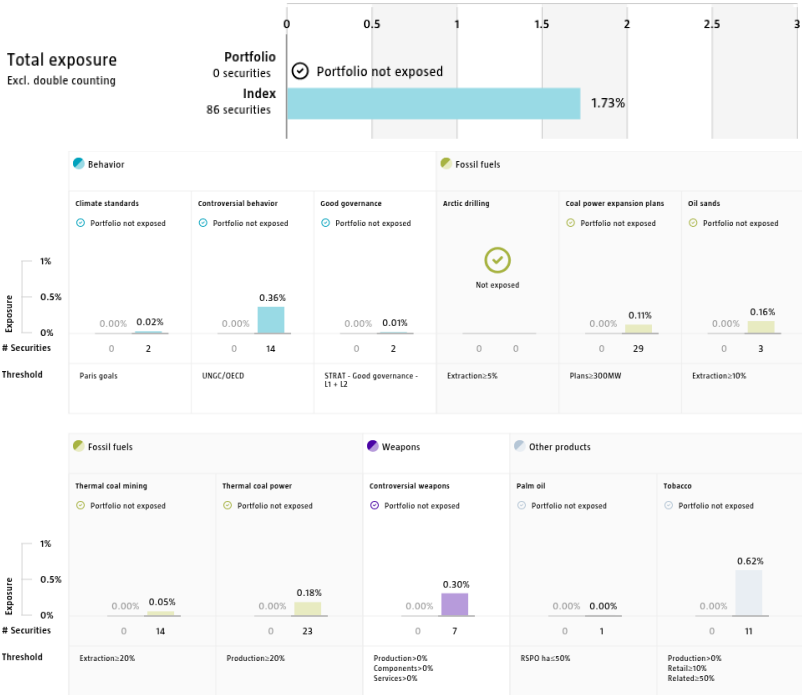 0 0.5 1 1.5 2 2.5 3
Total exposure
Excl. double counting
Portfolio
0 securities
Portfolio not exposed
Index
86 securities
1.73%
Behavior
Fossil fuels
Climate standards Controversial behavior Good governance Arctic drilling Coal power expansion plans Oil sands
Portfolio not exposed Portfolio not exposed Portfolio not exposed Portfolio not exposed Portfolio not exposed
Not exposed
Exposure
1%
0.5%
0%
0.00% 0.02% 0.00% 0.36% 0.00% 0.01% 0.00% 0.11% 0.00% 0.16%
# Securities 0 2 0 14 0 2 0 0 0 29 0 3
Threshold Paris goals UNGC/OECD STRAT - Good governance - Extraction≥5% Plans≥300MW Extraction≥10%
L1 + L2
Fossil fuels Weapons Other products
Thermal coal mining Thermal coal power Controversial weapons Palm oil Tobacco
Portfolio not exposed Portfolio not exposed Portfolio not exposed Portfolio not exposed Portfolio not exposed
Exposure
1%
0.5%
0%
0.00% 0.05% 0.00% 0.18% 0.00% 0.30% 0.00% 0.00% 0.00% 0.62%
# Securities 0 14 0 23 0 7 0 1 0 11
Threshold Extraction≥20% Production≥20% Production>0% RSPO ha≤50% Production>0%
Components>0% Retail≥10%
Services>0% Related≥50%